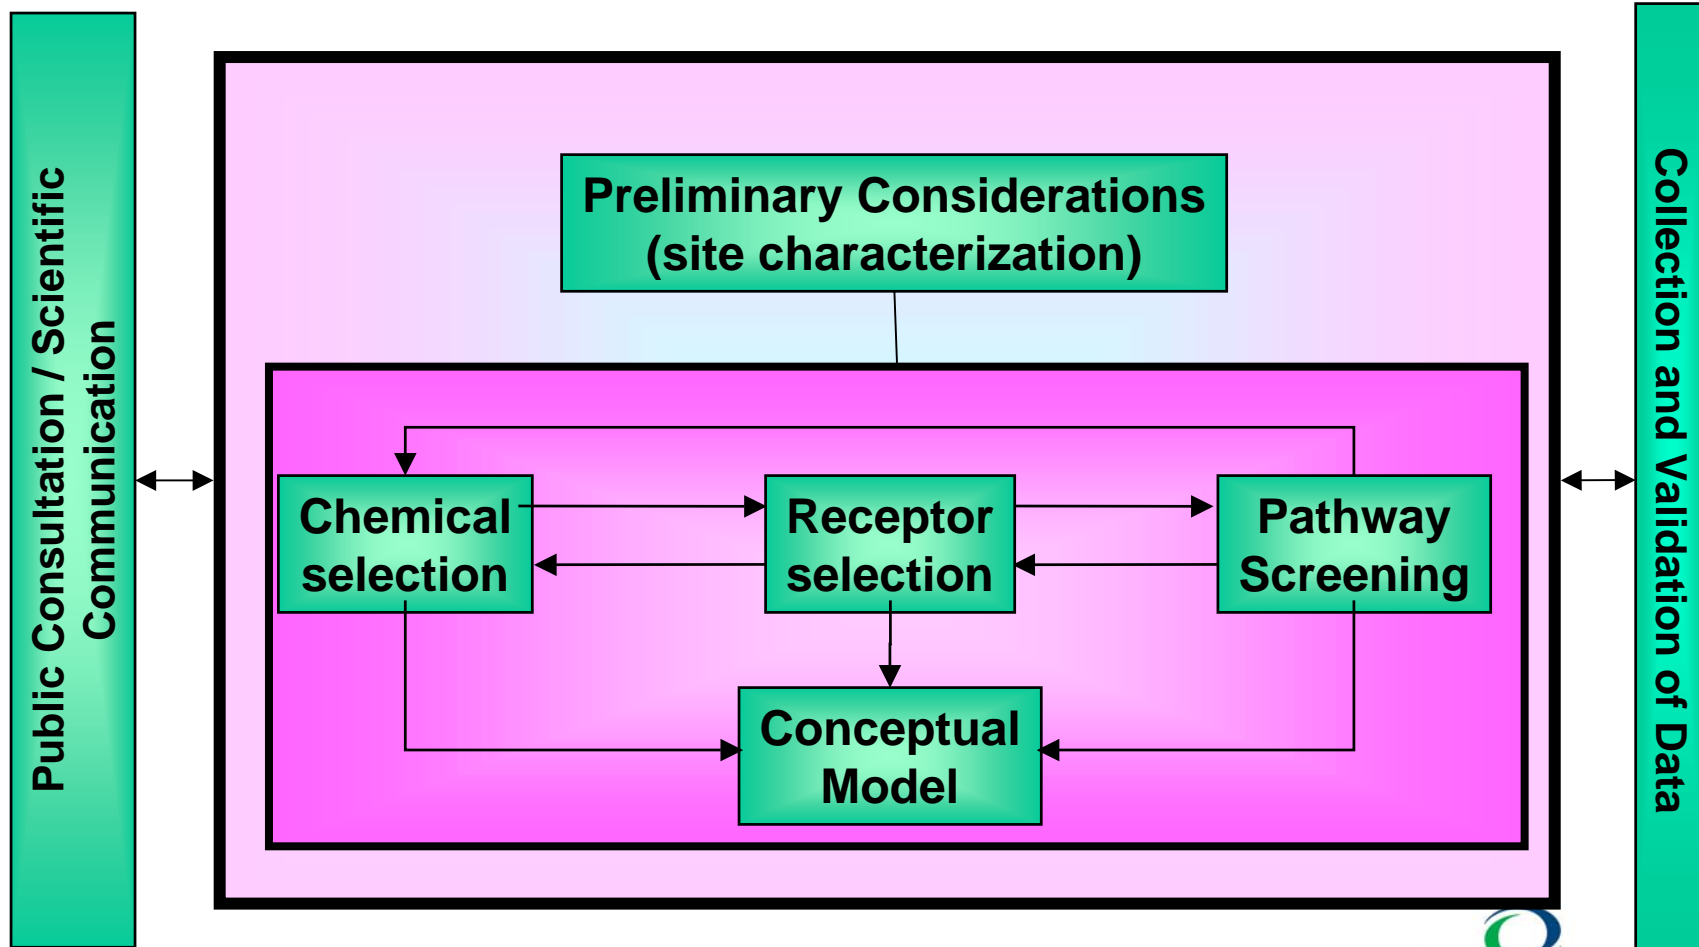 Public Consultation / Scientific
Communication
Preliminary Considerations
(site characterization)
Chemical
selection
Receptor
selection
Pathway
Screening
Conceptual
Model
Collection and Validation of Data